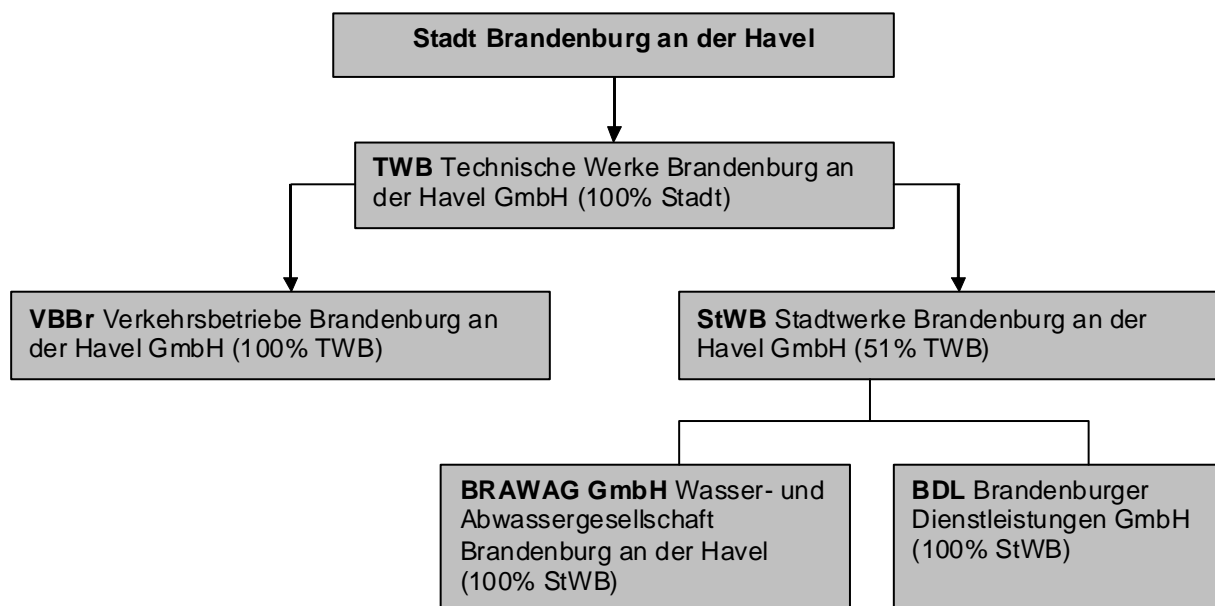 Stadt Brandenburg an der Havel
TWB Technische Werke Brandenburg an
der Havel GmbH (100% Stadt)
VBBr Verkehrsbetriebe Brandenburg an
der Havel GmbH (100% TWB)
StWB Stadtwerke Brandenburg an der
Havel GmbH (51% TWB)
BRAWAG GmbH Wasser- und
Abwassergesellschaft
Brandenburg an der Havel
(100% StWB)
BDL Brandenburger
Dienstleistungen GmbH
(100% StWB)